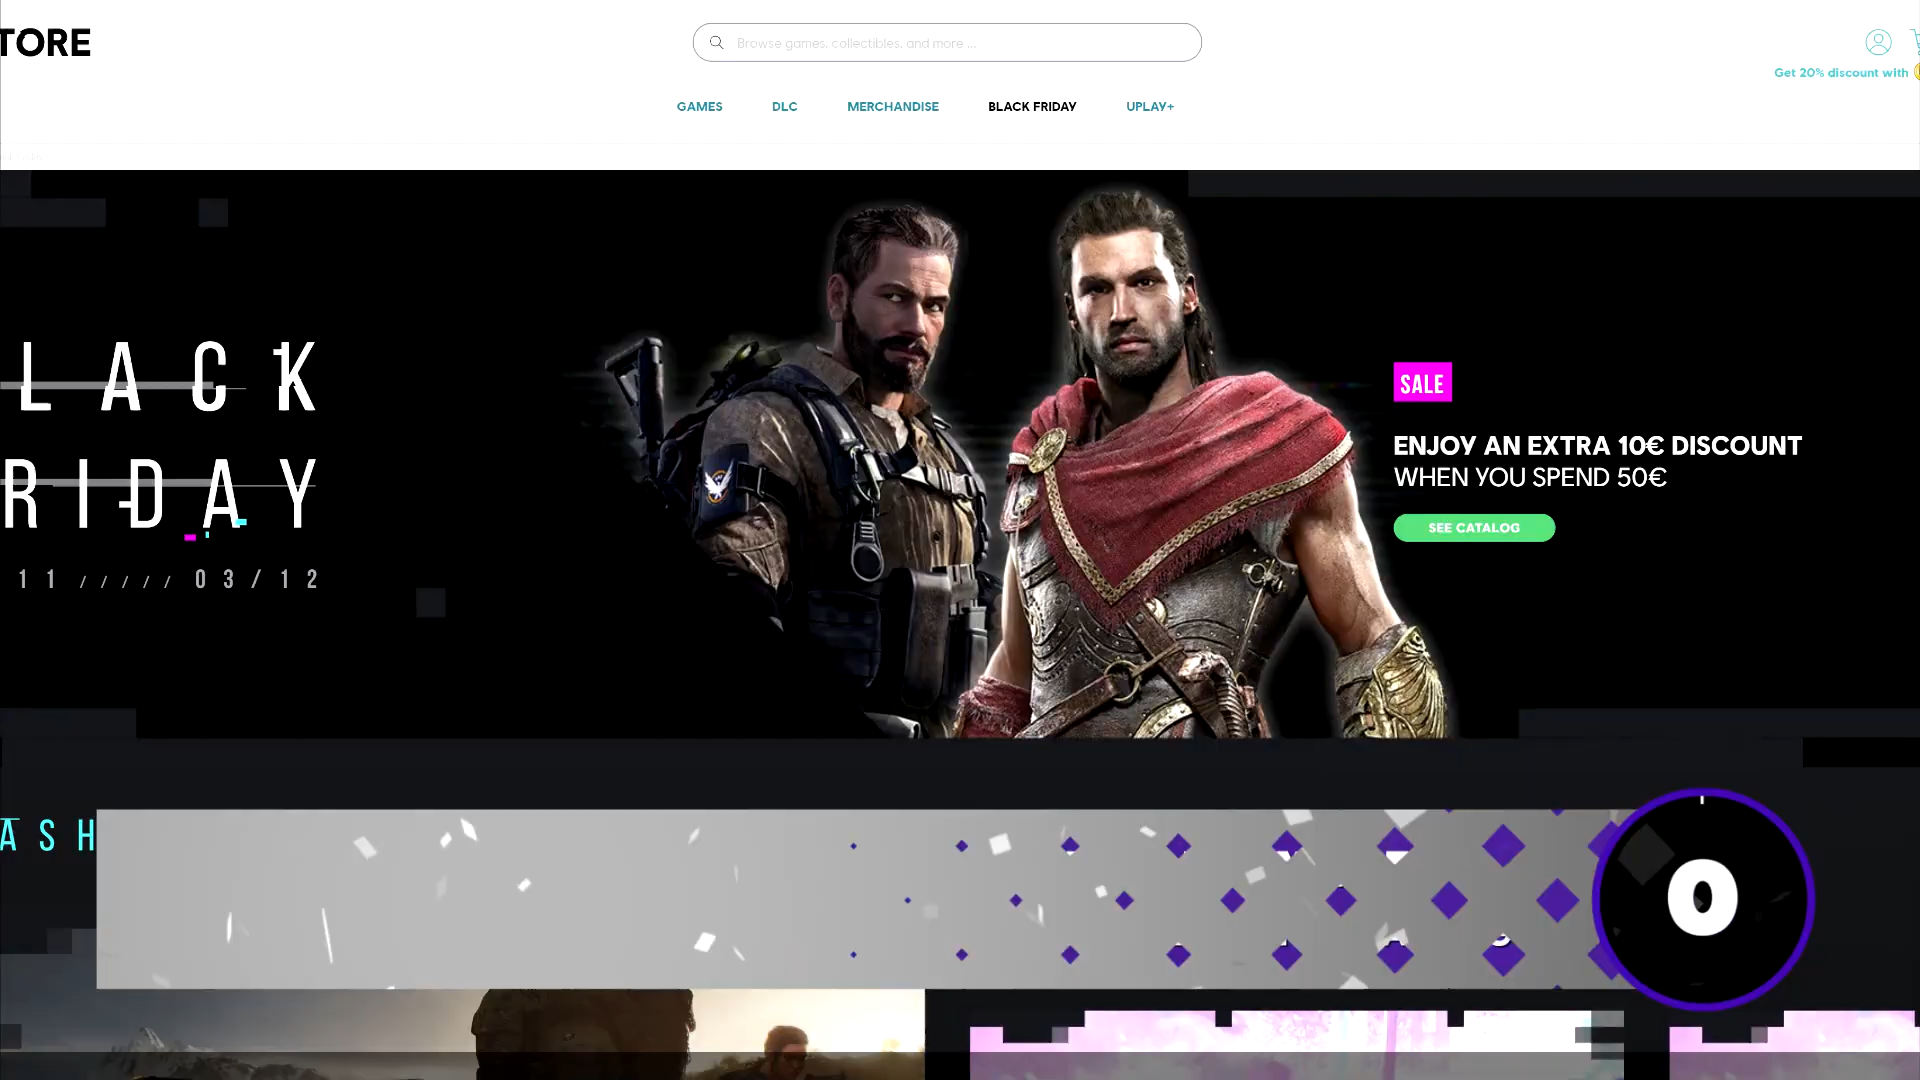 TORE
Browse games, collectibles, and more ...
Get 20% discount with
GAMES DLC MERCHANDISE BLACK FRIDAY UPLAY+
LACK
RIDAY
11 ///// 03/12
SALE
ENJOY AN EXTRA 10€ DISCOUNT
WHEN YOU SPEND 50€
SEE CATALOG
ASH
0